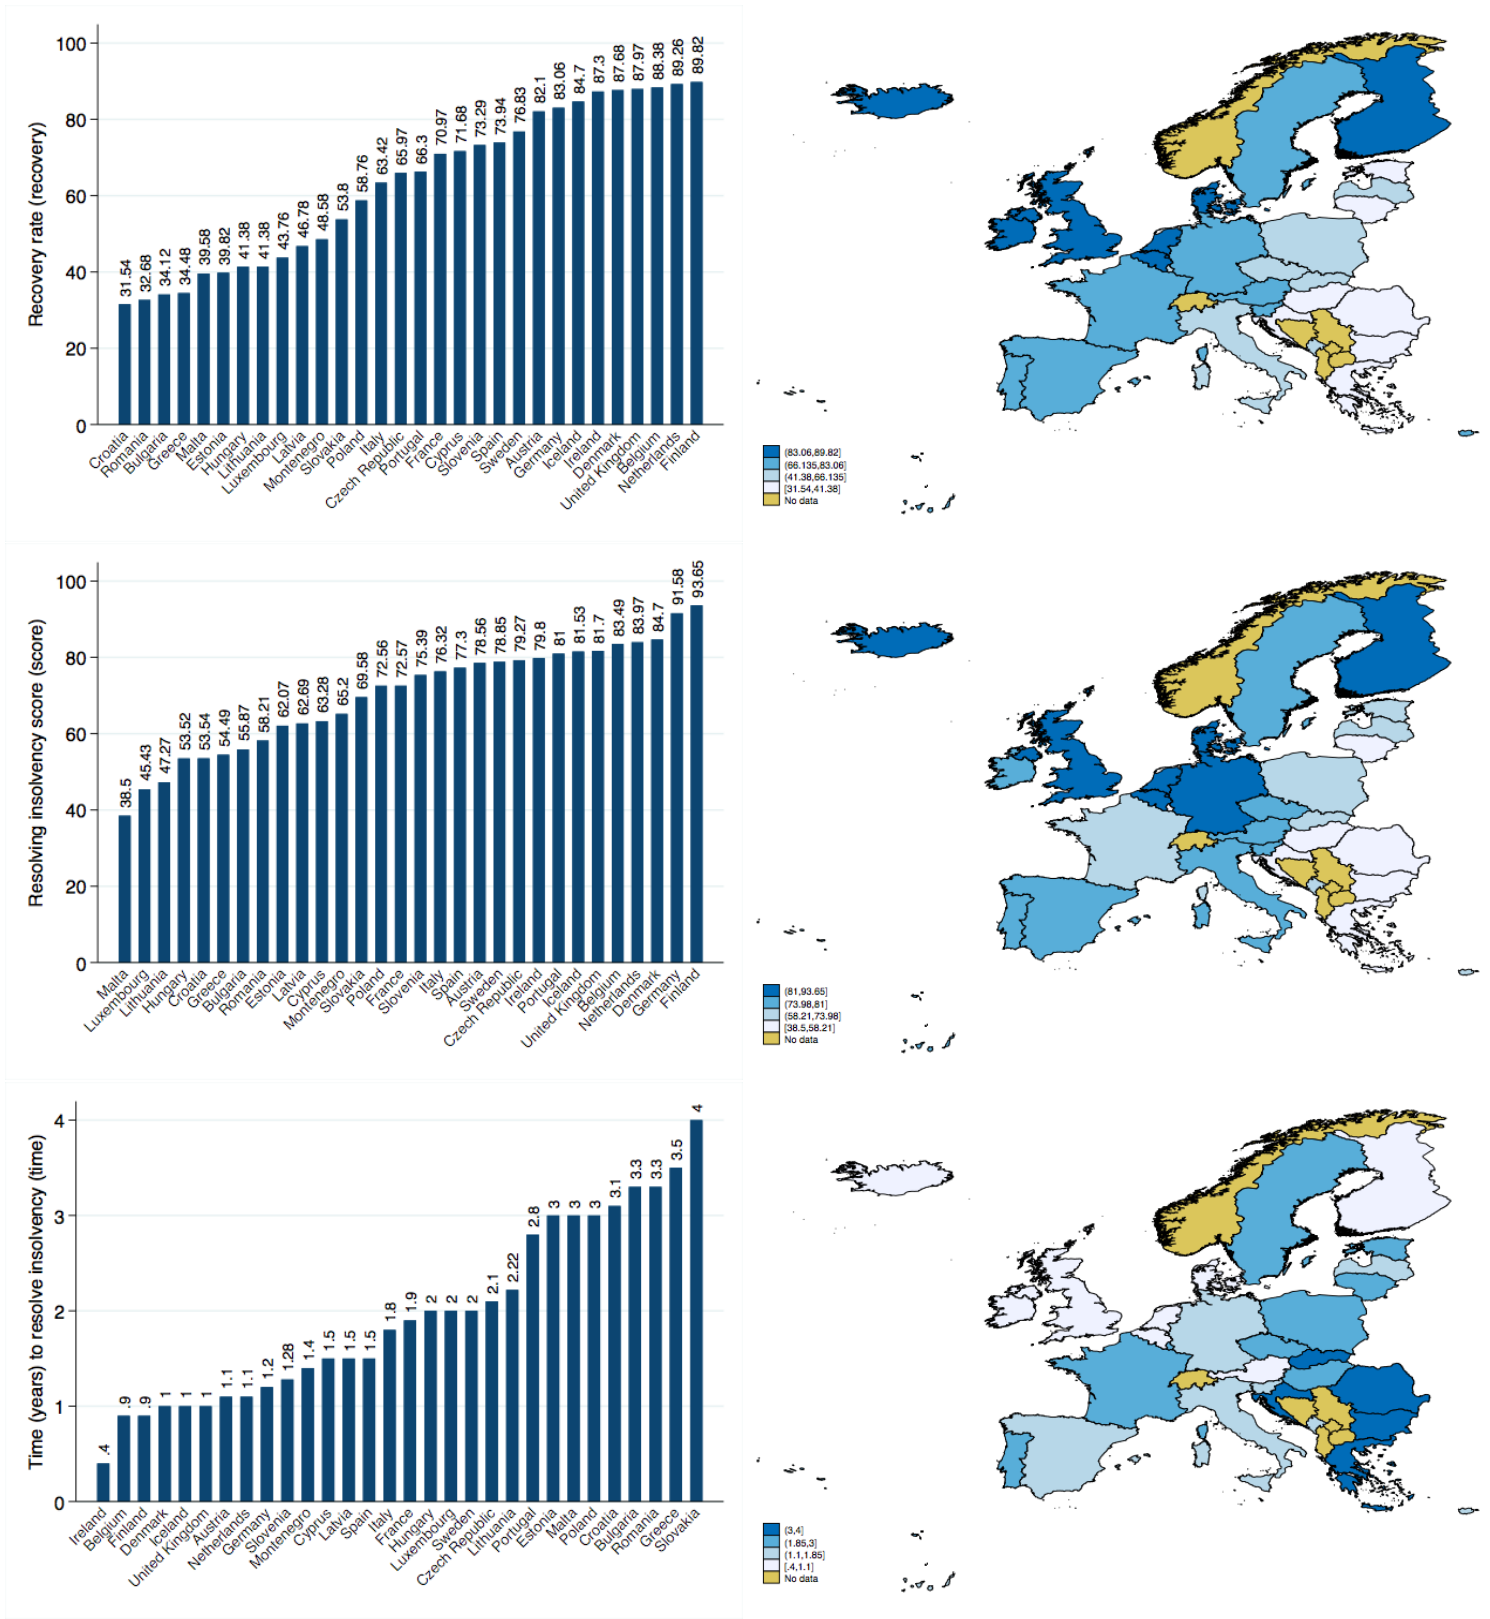 Recovery rate (recovery)
100
80
60
40
20
0
31.54
32.68
34.12
34.48
39.58
39.82
41.38
41.38
43.76
46.78
48.58
53.8
58.76
63.42
65.97
66.3
70.97
71.68
73.29
73.94
76.83
82.1
83.06
84.7
87.3
87.68
87.97
88.38
89.26
89.82
Croatia
Romania
Bulgaria
Greece
Malta
Estonia
Hungary
Lithuania
Luxembourg
Latvia
Montenegro
Slovakia
Poland
Italy
Czech Republic
Portugal
France
Cyprus
Slovenia
Spain
Sweden
Austria
Germany
Iceland
Ireland
Denmark
United Kingdom
Belgium
Netherlands
Finland
(83.06,89.82]
(66.135,83.06]
(41.38,66.135]
[31.54,41.38]
No data
Resolving insolvency score (score)
100
80
60
40
20
0
38.5
45.43
47.27
53.52
53.54
54.49
55.87
58.21
62.07
62.69
63.28
65.2
69.58
72.56
72.57
75.39
76.32
77.3
78.56
78.85
79.27
79.8
81
81.53
81.7
83.49
83.97
84.7
91.58
93.65
Malta
Luxembourg
Lithuania
Hungary
Croatia
Greece
Bulgaria
Romania
Estonia
Latvia
Cyprus
Montenegro
Slovakia
Poland
France
Slovenia
Italy
Spain
Austria
Sweden
Czech Republic
Ireland
Portugal
Iceland
United Kingdom
Belgium
Netherlands
Denmark
Germany
Finland
(81,93.65]
(73.98,81]
(58.21,73.98]
[38.5,58.21]
No data
Time (years) to resolve insolvency (time)
4
3
2
1
0
.4
.9
.9
1
1
1
1.1
1.1
1.2
1.28
1.4
1.5
1.5
1.5
1.8
1.9
2
2
2
2.1
2.22
2.8
3
3
3
3.1
3.3
3.3
3.5
4
Ireland
Belgium
Finland
Denmark
Iceland
United Kingdom
Austria
Netherlands
Germany
Slovenia
Montenegro
Cyprus
Latvia
Spain
Italy
France
Hungary
Luxembourg
Sweden
Czech Republic
Lithuania
Portugal
Estonia
Malta
Poland
Croatia
Bulgaria
Romania
Greece
Slovakia
(3,4]
(1.85,3]
(1.1,1.85]
[.4,1.1]
No data